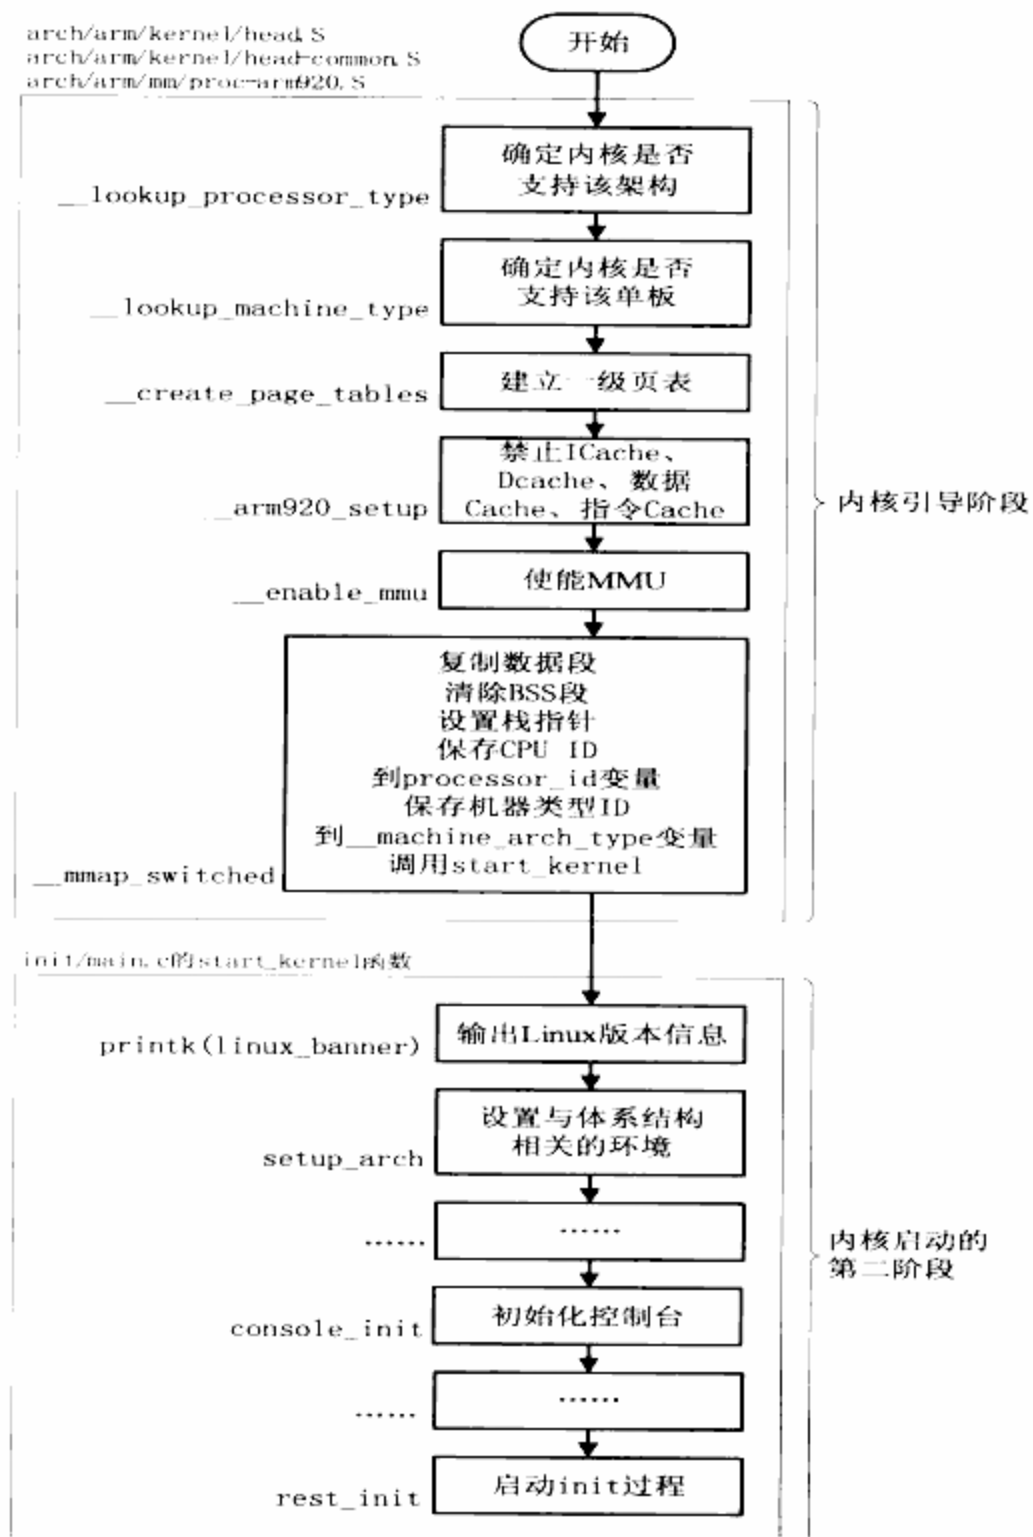 arch/arm/kernel/head.S
arch/arm/kernel/head-common.S
arch/arm/mm/proc-arm920.S
开始
确定内核是否
支持该架构
__lookup_processor_type
确定内核是否
支持该单板
__lookup_machine_type
建立一级页表
__create_page_tables
禁止ICache、
Dcache、数据
Cache、指令Cache
__arm920_setup
内核引导阶段
使能MMU
__enable_mmu
复制数据段
清除BSS段
设置栈指针
保存CPU ID
到processor_id变量
保存机器类型ID
到__machine_arch_type变量
调用start_kernel
__mmap_switched
init/main.c的start_kernel函数
输出Linux版本信息
printk(linux_banner)
设置与体系结构
相关的环境
setup_arch
......
......
内核启动的
第二阶段
初始化控制台
console_init
......
......
启动init过程
rest_init